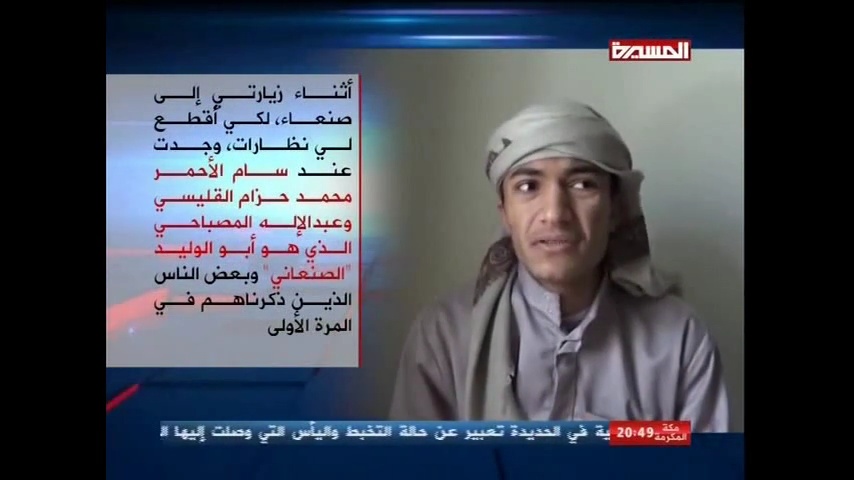 المسيرة
أثناء زيارتي إلى
صنعاء، لكي أقطع
لي نظارات، وجدت
عند سام الأحمر
محمد حزام القليسي
وعبدالإله المصباحي
الذي هو أبو الوليد
"الصنعاني" وبعض الناس
الذين ذكرناهم في
المرة الأولى
مكة المكرمة 20:49
ية في الحديدة تعبير عن حالة التخبط واليأس التي وصلت إليها ال